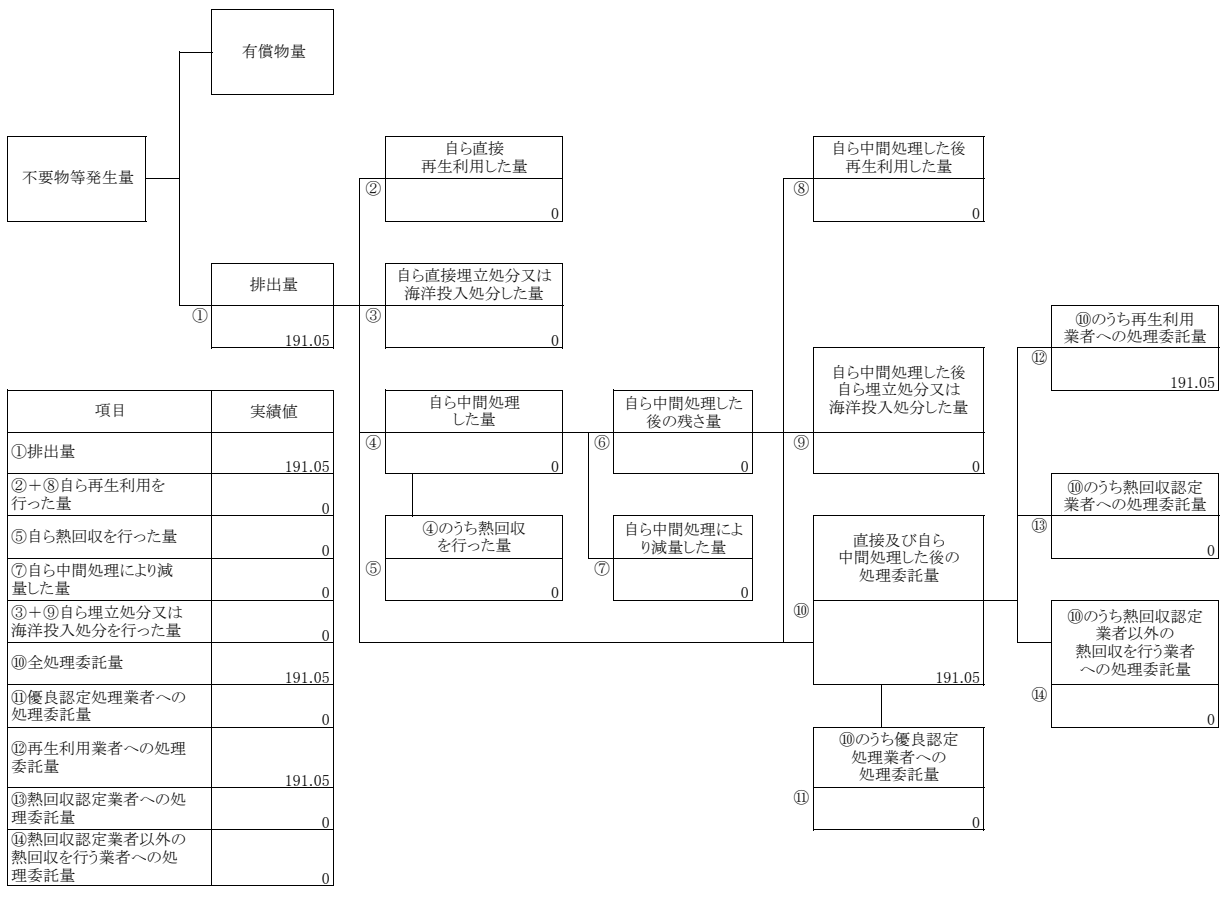 有償物量
不要物等発生量
自ら直接
再生利用した量
②
0
自ら中間処理した後
再生利用した量
⑧
0
排出量
①
191.05
自ら直接埋立処分又は
海洋投入処分した量
③
0
自ら中間処理
した量
④
0
自ら中間処理した
後の残さ量
⑥
0
自ら中間処理した後
自ら埋立処分又は
海洋投入処分した量
⑨
0
⑩のうち再生利用
業者への処理委託量
⑫
191.05
④のうち熱回収
を行った量
⑤
0
自ら中間処理によ
り減量した量
⑦
0
直接及び自ら
中間処理した後の
処理委託量
⑩
191.05
⑩のうち熱回収認定
業者への処理委託量
⑬
0
⑩のうち熱回収認定
業者以外の
熱回収を行う業者
への処理委託量
⑭
0
⑩のうち優良認定
処理業者への
処理委託量
⑪
0
項目
実績値
①排出量
191.05
②＋⑧自ら再生利用を
行った量
0
⑤自ら熱回収を行った量
0
⑦自ら中間処理により減
量した量
0
③＋⑨自ら埋立処分又は
海洋投入処分を行った量
0
⑩全処理委託量
191.05
⑪優良認定処理業者への
処理委託量
0
⑫再生利用業者への処理
委託量
191.05
⑬熱回収認定業者への処
理委託量
0
⑭熱回収認定業者以外の
熱回収を行う業者への処
理委託量
0